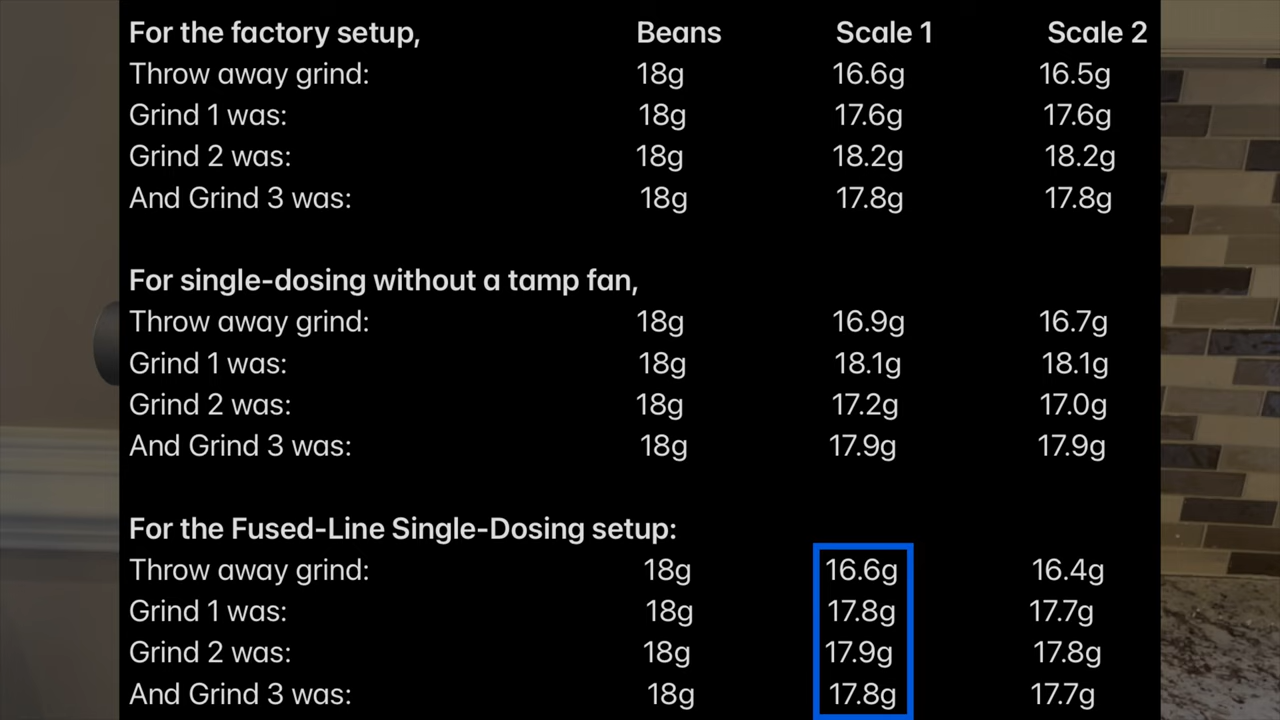 For the factory setup, Beans Scale 1 Scale 2
Throw away grind: 18g 16.6g 16.5g
Grind 1 was: 18g 17.6g 17.6g
Grind 2 was: 18g 18.2g 18.2g
And Grind 3 was: 18g 17.8g 17.8g
For single-dosing without a tamp fan,
Throw away grind: 18g 16.9g 16.7g
Grind 1 was: 18g 18.1g 18.1g
Grind 2 was: 18g 17.2g 17.0g
And Grind 3 was: 18g 17.9g 17.9g
For the Fused-Line Single-Dosing setup:
Throw away grind: 18g 16.6g 16.4g
Grind 1 was: 18g 17.8g 17.7g
Grind 2 was: 18g 17.9g 17.8g
And Grind 3 was: 18g 17.8g 17.7g